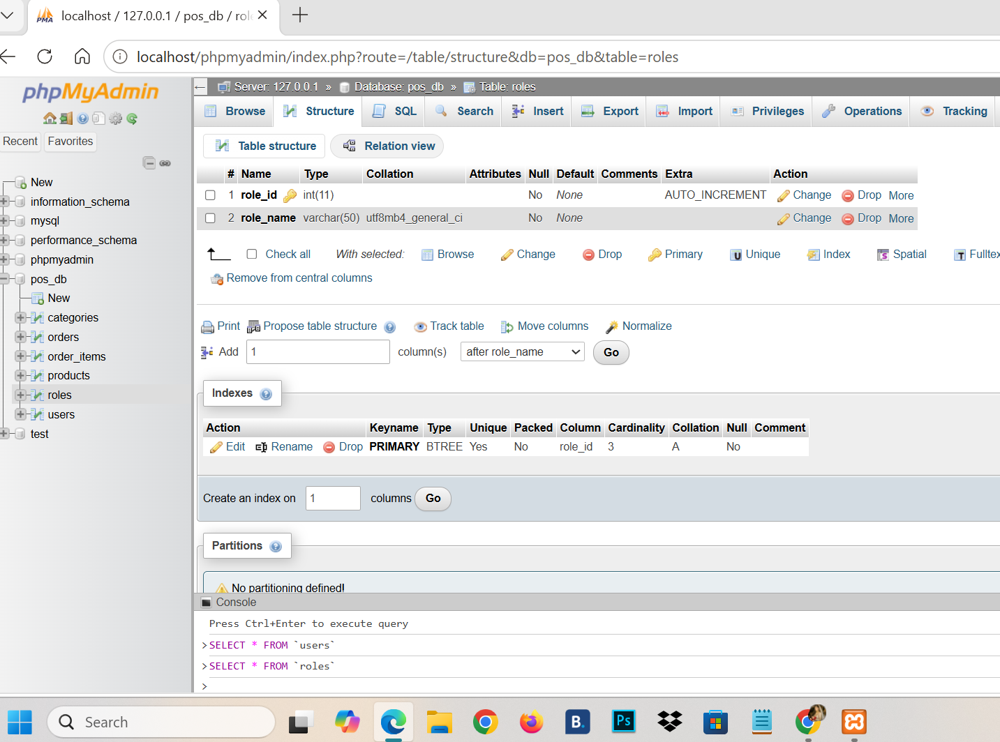 localhost / 127.0.0.1 / pos_db / rol
localhost/phpmyadmin/index.php?route=/table/structure&db=pos_db&table=roles
phpMyAdmin
Recent Favorites
New
information_schema
mysql
performance_schema
phpmyadmin
pos_db
New
categories
orders
order_items
products
roles
users
test
Server: 127.0.0.1 » Database: pos_db » Table: roles
Browse Structure SQL Search Insert Export Import Privileges Operations Tracking
Table structure Relation view
# Name Type Collation Attributes Null Default Comments Extra Action
1 role_id int(11) No None AUTO_INCREMENT Change Drop More
2 role_name varchar(50) utf8mb4_general_ci No None Change Drop More
Check all With selected: Browse Change Drop Primary Unique Index Spatial Fulltex
Remove from central columns
Print Propose table structure Track table Move columns Normalize
Add 1 column(s) after role_name Go
Indexes
Action Keyname Type Unique Packed Column Cardinality Collation Null Comment
Edit Rename Drop PRIMARY BTREE Yes No role_id 3 A No
Create an index on 1 columns Go
Partitions
No partitioning defined!
Console
Press Ctrl+Enter to execute query
>SELECT * FROM `users`
>SELECT * FROM `roles`
>
Search